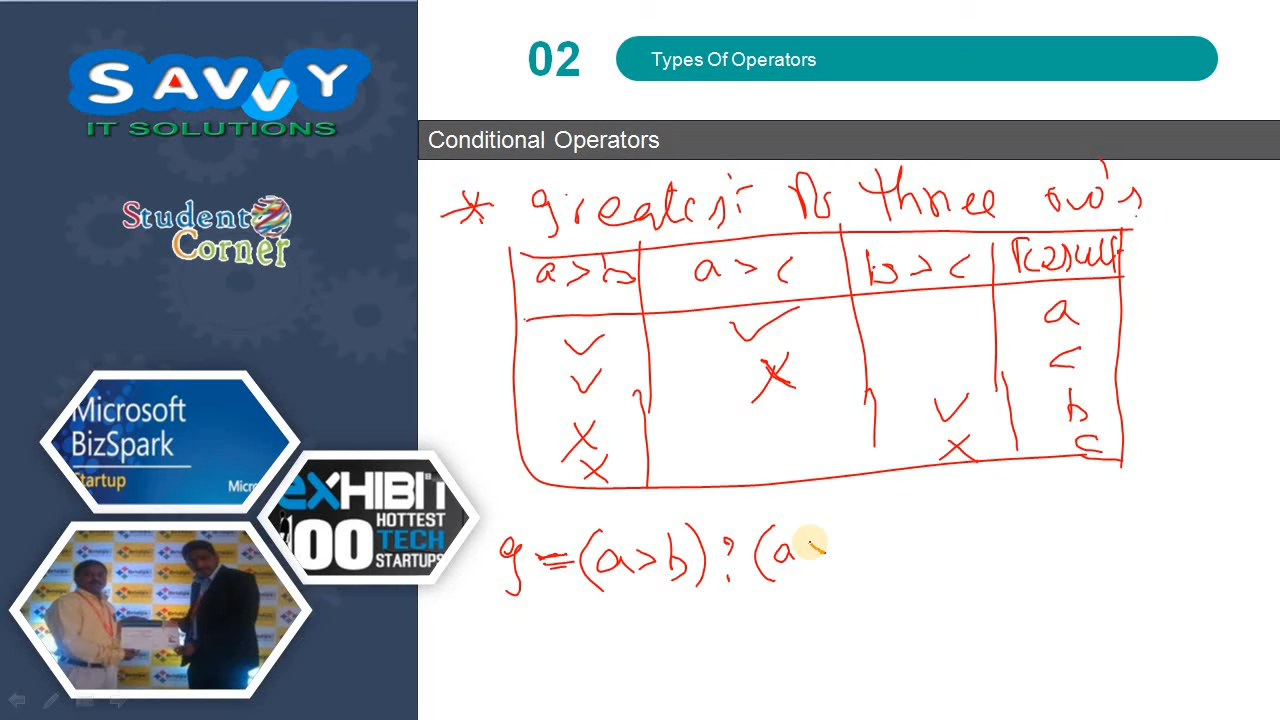 SAVVY
IT SOLUTIONS
Student
Corner
Microsoft
BizSpark
Startup
Micr
EXHIBIT
100 HOTTEST
TECH
STARTUPS
02 Types Of Operators
Conditional Operators
* greatest three no's
a>b a>c b>c Result
✓ ✓ a
✓ X c
X ✓ b
X X c
g=(a>b)?(a